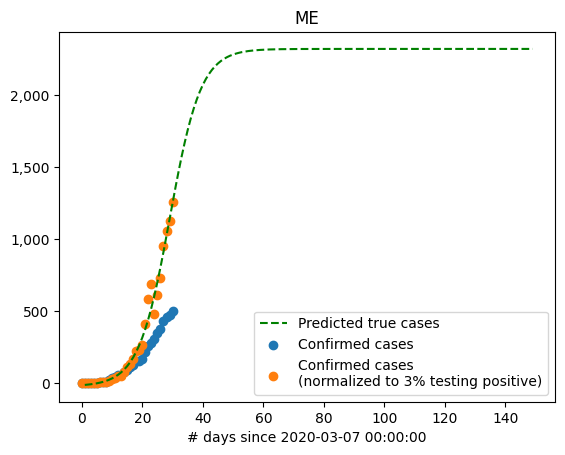 ME
2,000
1,500
1,000
500
0
Predicted true cases
Confirmed cases
Confirmed cases
(normalized to 3% testing positive)
0 20 40 60 80 100 120 140
# days since 2020-03-07 00:00:00